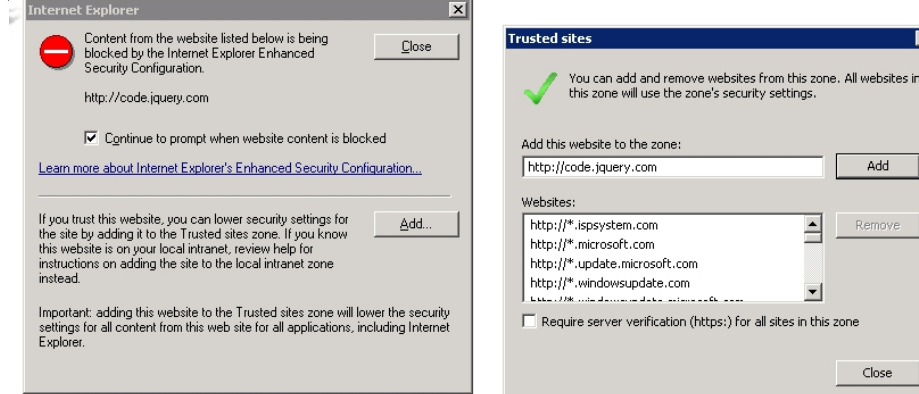 Internet Explorer
Content from the website listed below is being
blocked by the Internet Explorer Enhanced
Security Configuration.
Close
http://code.jquery.com
Continue to prompt when website content is blocked
Learn more about Internet Explorer's Enhanced Security Configuration...
If you trust this website, you can lower security settings for
the site by adding it to the Trusted sites zone. If you know
this website is on your local intranet, review help for
instructions on adding the site to the local intranet zone
instead.
Add...
Important: adding this website to the Trusted sites zone will lower the security
settings for all content from this web site for all applications, including Internet
Explorer.
Trusted sites
You can add and remove websites from this zone. All websites in
this zone will use the zone's security settings.
Add this website to the zone:
http://code.jquery.com
Add
Websites:
http://*.ispsystem.com
http://*.microsoft.com
http://*.update.microsoft.com
http://*.windowsupdate.com
Remove
Require server verification (https:) for all sites in this zone
Close